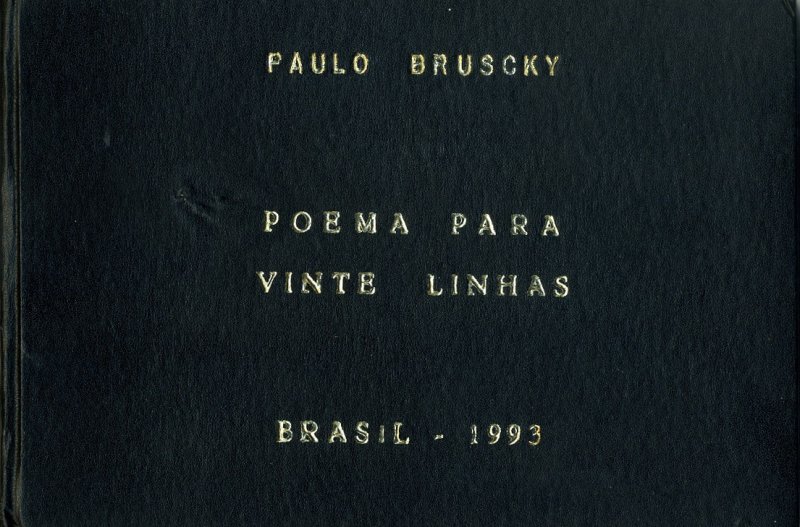 PAULO BRUSCKY
POEMA PARA
VINTE LINHAS
BRASIL - 1993